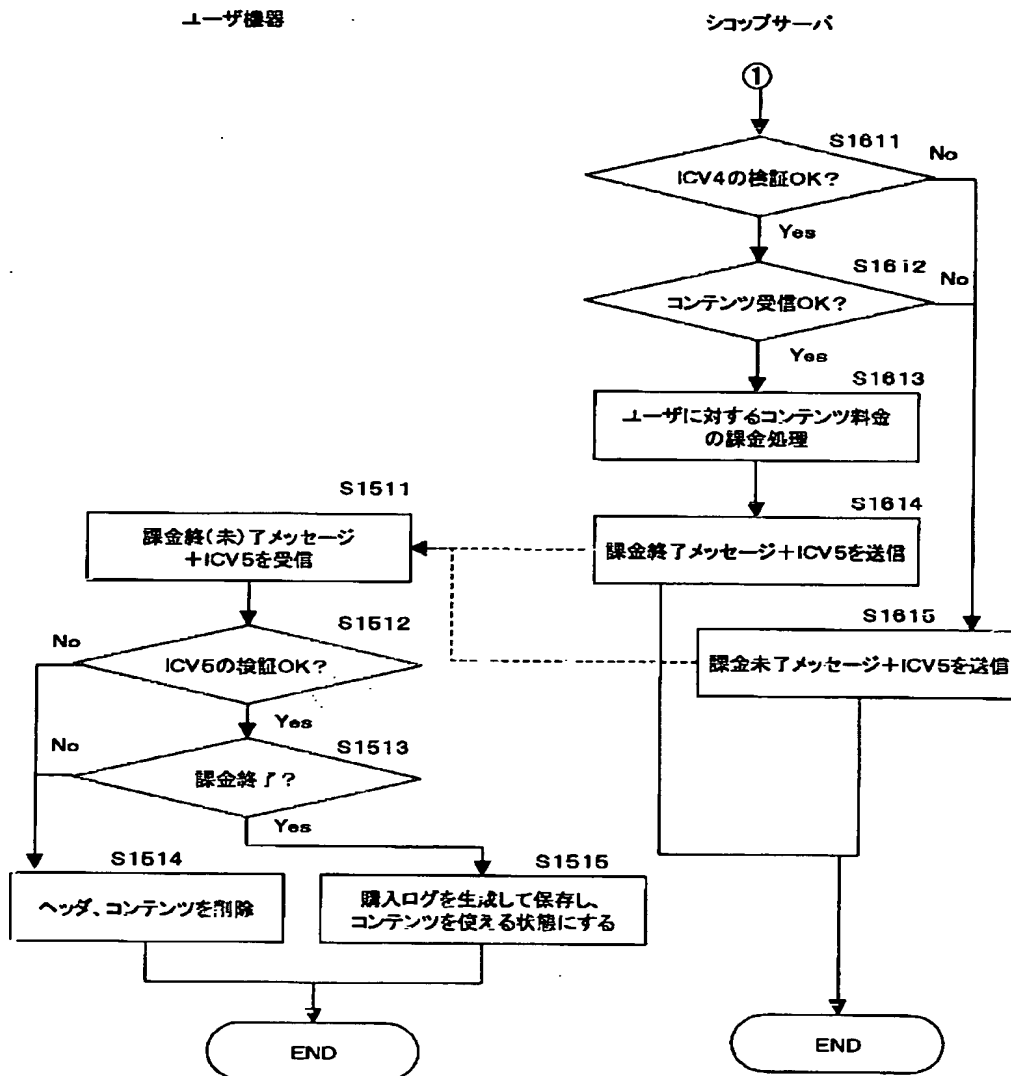 ユーザ機器
ショップサーバ
①
S1611
No
ICV4の検証OK?
Yes
S1612
No
コンテンツ受信OK?
Yes
S1613
ユーザに対するコンテンツ料金
の課金処理
S1511
S1614
課金終(未)了メッセージ
+ICV5を受信
課金終了メッセージ+ICV5を送信
S1512
S1615
No
ICV5の検証OK?
課金未了メッセージ+ICV5を送信
Yes
No
S1513
課金終了?
Yes
S1514
S1515
ヘッダ、コンテンツを削除
購入ログを生成して保存し、
コンテンツを使える状態にする
END
END